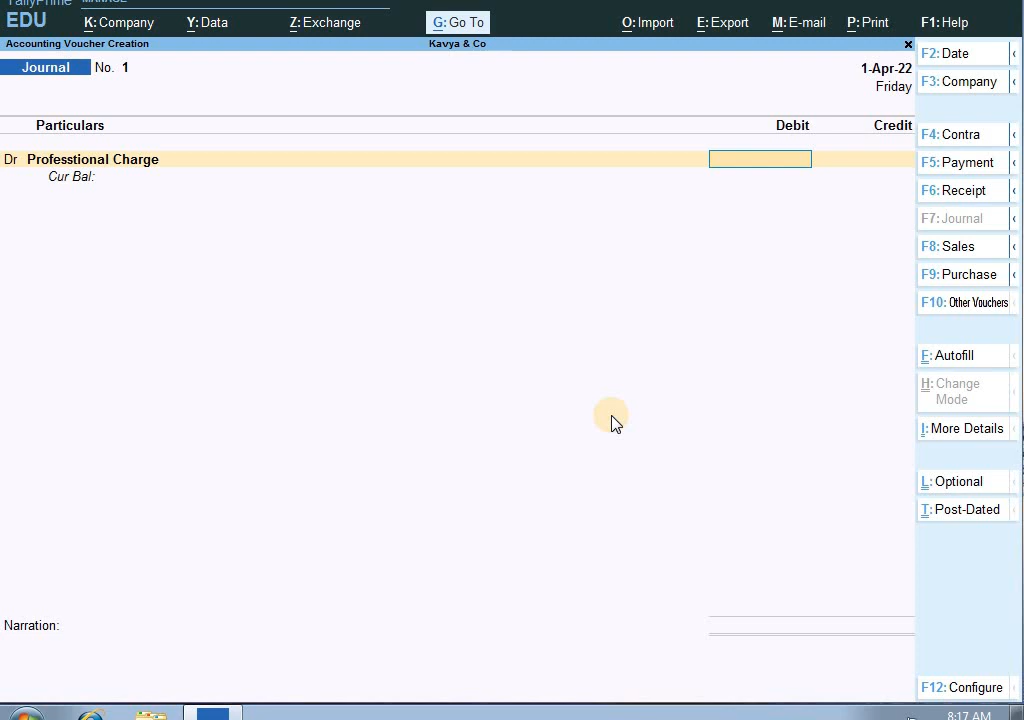 TallyPrime
MANAGE
EDU
K: Company
Y: Data
Z: Exchange
G: Go To
O: Import
E: Export
M: E-mail
P: Print
F1: Help
Accounting Voucher Creation
Kavya & Co
×
F2: Date
Journal No. 1
1-Apr-22
Friday
F3: Company
Particulars
Debit
Credit
F4: Contra
Dr Professtional Charge
Cur Bal:
F5: Payment
F6: Receipt
F7: Journal
F8: Sales
F9: Purchase
F10: Other Vouchers
F: Autofill
H: Change
Mode
I: More Details
L: Optional
T: Post-Dated
Narration:
F12: Configure
8:17 AM